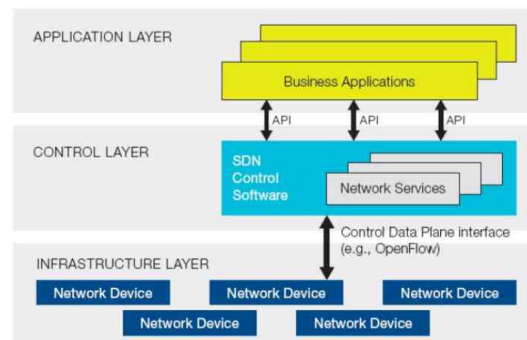 APPLICATION LAYER
Business Applications
API API API
CONTROL LAYER
SDN
Control
Software
Network Services
Control Data Plane interface
(e.g., OpenFlow)
INFRASTRUCTURE LAYER
Network Device Network Device Network Device
Network Device Network Device